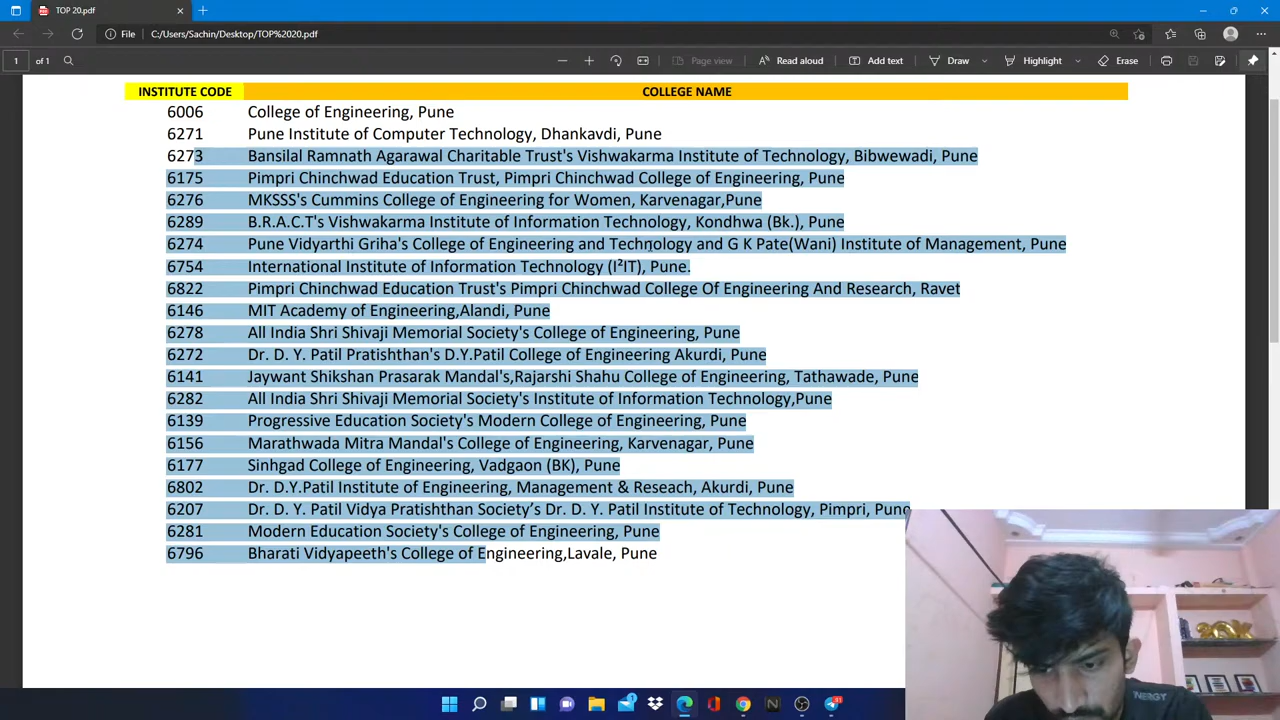 TOP 20.pdf
File C:/Users/Sachin/Desktop/TOP%2020.pdf
1 of 1 Page view Read aloud Add text Draw Highlight Erase
INSTITUTE CODE COLLEGE NAME
6006 College of Engineering, Pune
6271 Pune Institute of Computer Technology, Dhankavdi, Pune
6273 Bansilal Ramnath Agarawal Charitable Trust's Vishwakarma Institute of Technology, Bibwewadi, Pune
6175 Pimpri Chinchwad Education Trust, Pimpri Chinchwad College of Engineering, Pune
6276 MKSSS's Cummins College of Engineering for Women, Karvenagar,Pune
6289 B.R.A.C.T's Vishwakarma Institute of Information Technology, Kondhwa (Bk.), Pune
6274 Pune Vidyarthi Griha's College of Engineering and Technology and G K Pate(Wani) Institute of Management, Pune
6754 International Institute of Information Technology (I²IT), Pune.
6822 Pimpri Chinchwad Education Trust's Pimpri Chinchwad College Of Engineering And Research, Ravet
6146 MIT Academy of Engineering,Alandi, Pune
6278 All India Shri Shivaji Memorial Society's College of Engineering, Pune
6272 Dr. D. Y. Patil Pratishthan's D.Y.Patil College of Engineering Akurdi, Pune
6141 Jaywant Shikshan Prasarak Mandal's,Rajarshi Shahu College of Engineering, Tathawade, Pune
6282 All India Shri Shivaji Memorial Society's Institute of Information Technology,Pune
6139 Progressive Education Society's Modern College of Engineering, Pune
6156 Marathwada Mitra Mandal's College of Engineering, Karvenagar, Pune
6177 Sinhgad College of Engineering, Vadgaon (BK), Pune
6802 Dr. D.Y.Patil Institute of Engineering, Management & Reseach, Akurdi, Pune
6207 Dr. D. Y. Patil Vidya Pratishthan Society’s Dr. D. Y. Patil Institute of Technology, Pimpri, Pune
6281 Modern Education Society's College of Engineering, Pune
6796 Bharati Vidyapeeth's College of Engineering,Lavale, Pune